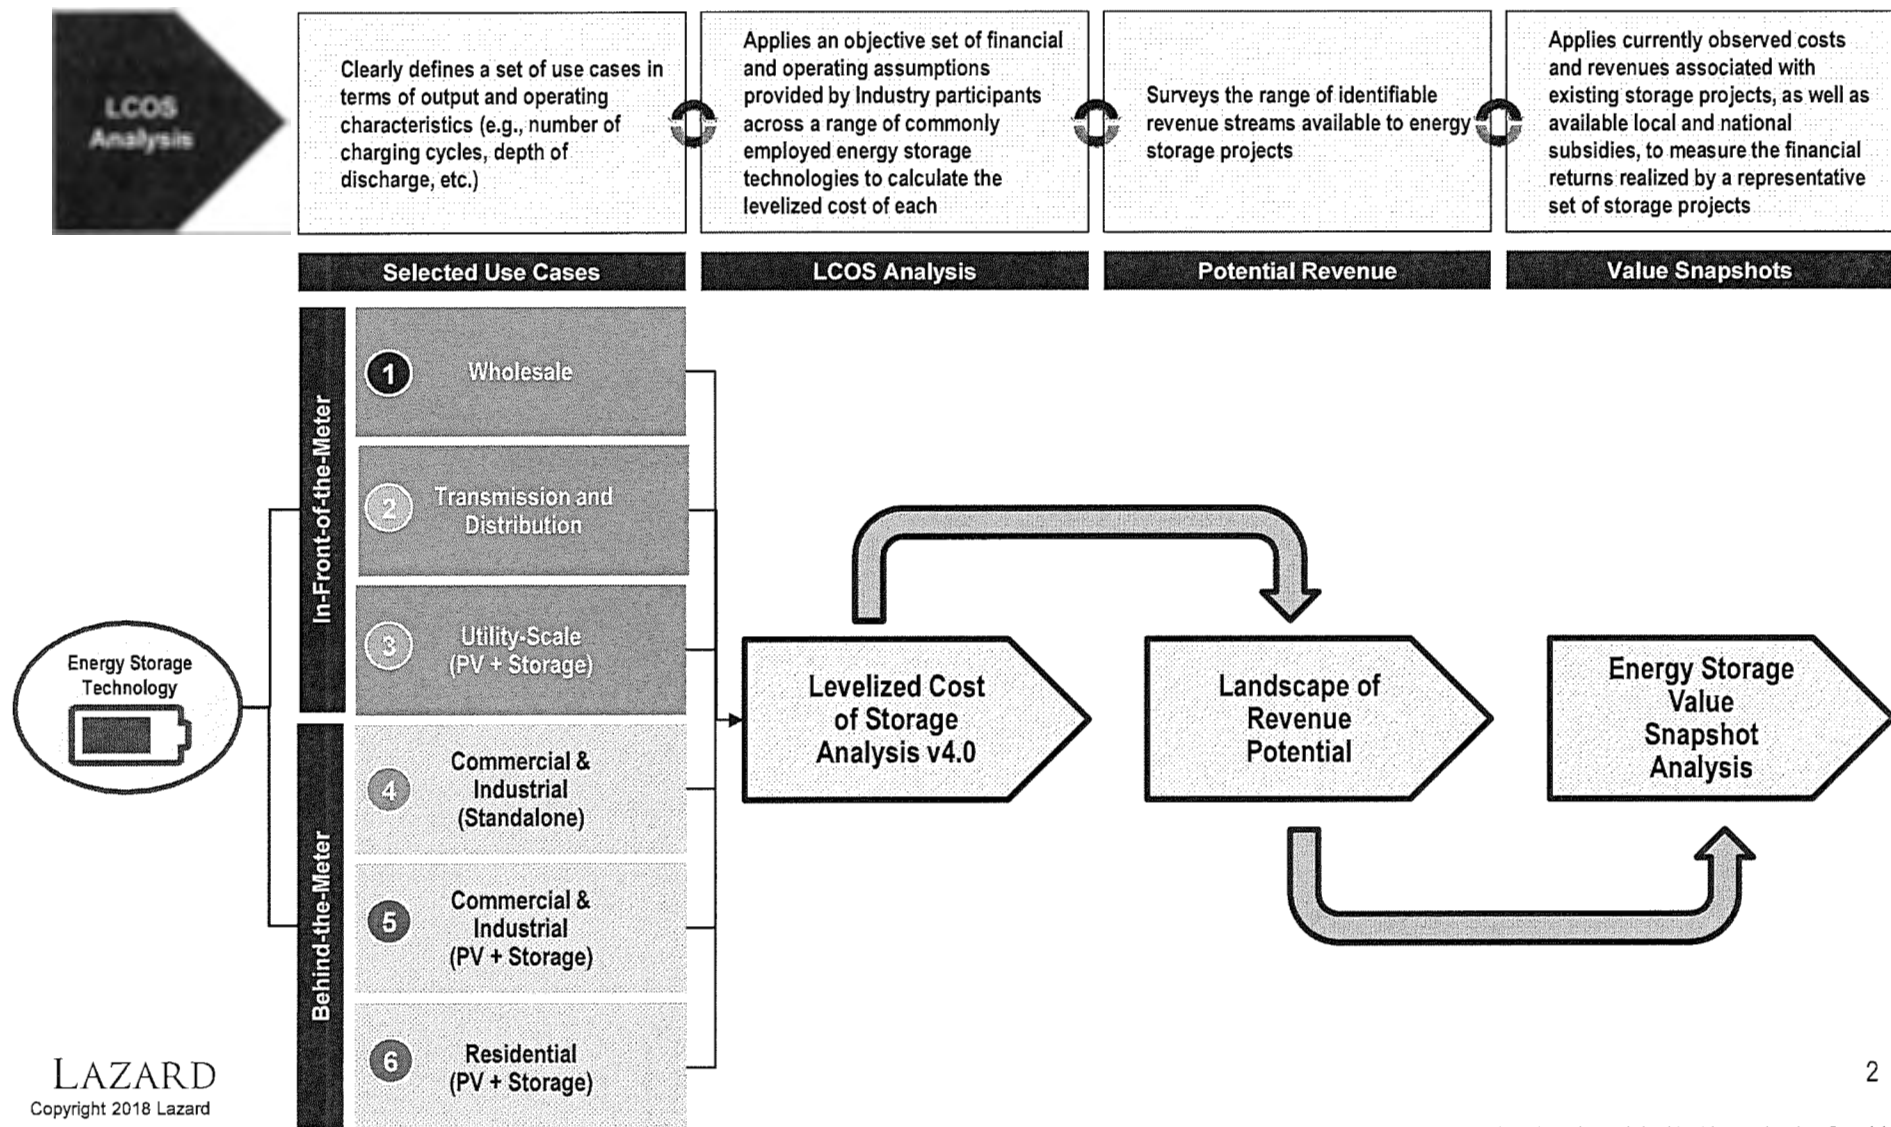 LCOS
Analysis
Clearly defines a set of use cases in
terms of output and operating
characteristics (e.g., number of
charging cycles, depth of
discharge, etc.)
Applies an objective set of financial
and operating assumptions
provided by Industry participants
across a range of commonly
employed energy storage
technologies to calculate the
levelized cost of each
Surveys the range of identifiable
revenue streams available to energy
storage projects
Applies currently observed costs
and revenues associated with
existing storage projects, as well as
available local and national
subsidies, to measure the financial
returns realized by a representative
set of storage projects
Selected Use Cases
LCOS Analysis
Potential Revenue
Value Snapshots
Energy Storage
Technology
In-Front-of-the-Meter
1
Wholesale
2
Transmission and
Distribution
3
Utility-Scale
(PV + Storage)
Behind-the-Meter
4
Commercial &
Industrial
(Standalone)
5
Commercial &
Industrial
(PV + Storage)
6
Residential
(PV + Storage)
Levelized Cost
of Storage
Analysis v4.0
Landscape of
Revenue
Potential
Energy Storage
Value
Snapshot
Analysis
LAZARD
Copyright 2018 Lazard
2